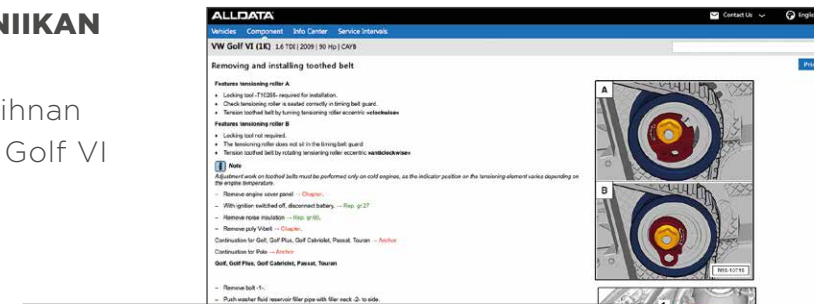 NIIKAN
ihnan
Golf VI
ALLDATA
Contact Us
Englis
Vehicles Component Info Center Service Intervals
VW Golf VI (1K) 1.6 TDI | 2009 | 90 Hp | CAYB
Removing and installing toothed belt
Pri
Features tensioning roller A
• Locking tool -T10265- required for installation.
• Check tensioning roller is seated correctly in timing belt guard.
• Tension toothed belt by turning tensioning roller eccentric »clockwise«
Features tensioning roller B
• Locking tool not required.
• The tensioning roller does not sit in the timing belt guard
• Tension toothed belt by rotating tensioning roller eccentric »anticlockwise«
i Note
Adjustment work on toothed belts must be performed only on cold engines, as the indicator position on the tensioning element varies depending on
the engine temperature.
– Remove engine cover panel → Chapter.
– With ignition switched off, disconnect battery. → Rep. gr.27
– Remove noise insulation → Rep. gr.66.
– Remove poly V-belt → Chapter.
Continuation for Golf, Golf Plus, Golf Cabriolet, Passat, Touran → Anchor
Continuation for Polo → Anchor
Golf, Golf Plus, Golf Cabriolet, Passat, Touran
– Remove bolt -1-.
– Push washer fluid reservoir filler pipe with filler neck -2- to side.
A
B